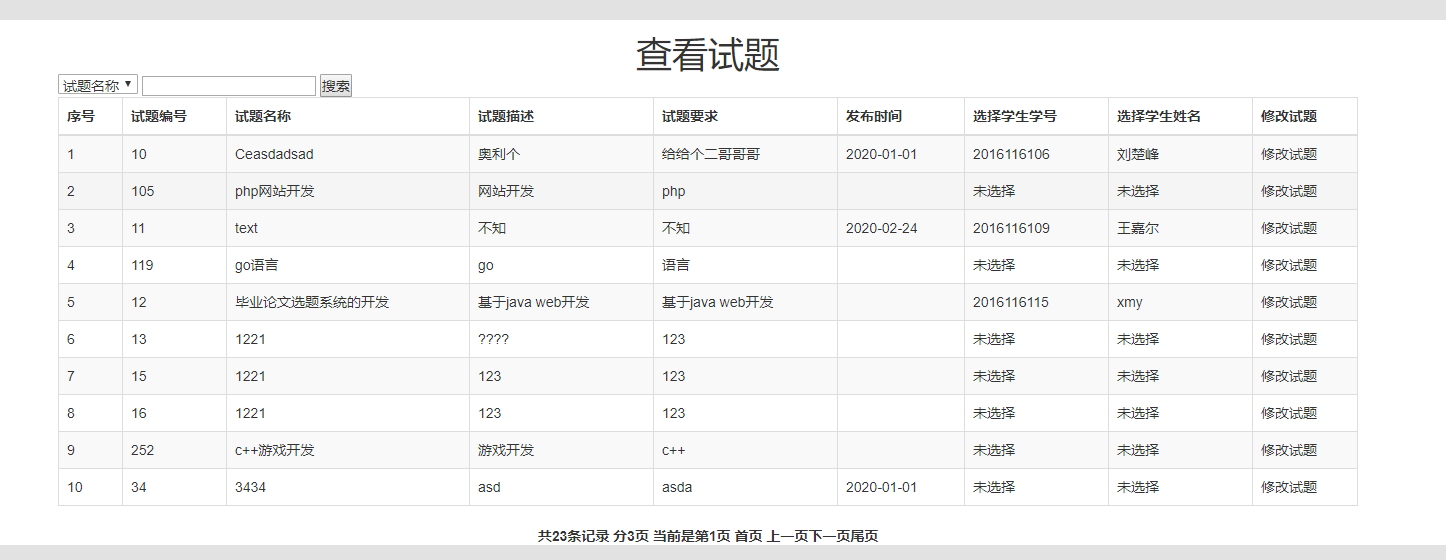 查看试题
试题名称 搜索
序号 试题编号 试题名称 试题描述 试题要求 发布时间 选择学生学号 选择学生姓名 修改试题
1 10 Ceasdadsad 奥利个 给给个二哥哥哥 2020-01-01 2016116106 刘楚峰 修改试题
2 105 php网站开发 网站开发 php 未选择 未选择 修改试题
3 11 text 不知 不知 2020-02-24 2016116109 王嘉尔 修改试题
4 119 go语言 go 语言 未选择 未选择 修改试题
5 12 毕业论文选题系统的开发 基于java web开发 基于java web开发 2016116115 xmy 修改试题
6 13 1221 ???? 123 未选择 未选择 修改试题
7 15 1221 123 123 未选择 未选择 修改试题
8 16 1221 123 123 未选择 未选择 修改试题
9 252 c++游戏开发 游戏开发 c++ 未选择 未选择 修改试题
10 34 3434 asd asda 2020-01-01 未选择 未选择 修改试题
共23条记录 分3页 当前是第1页 首页 上一页下一页尾页